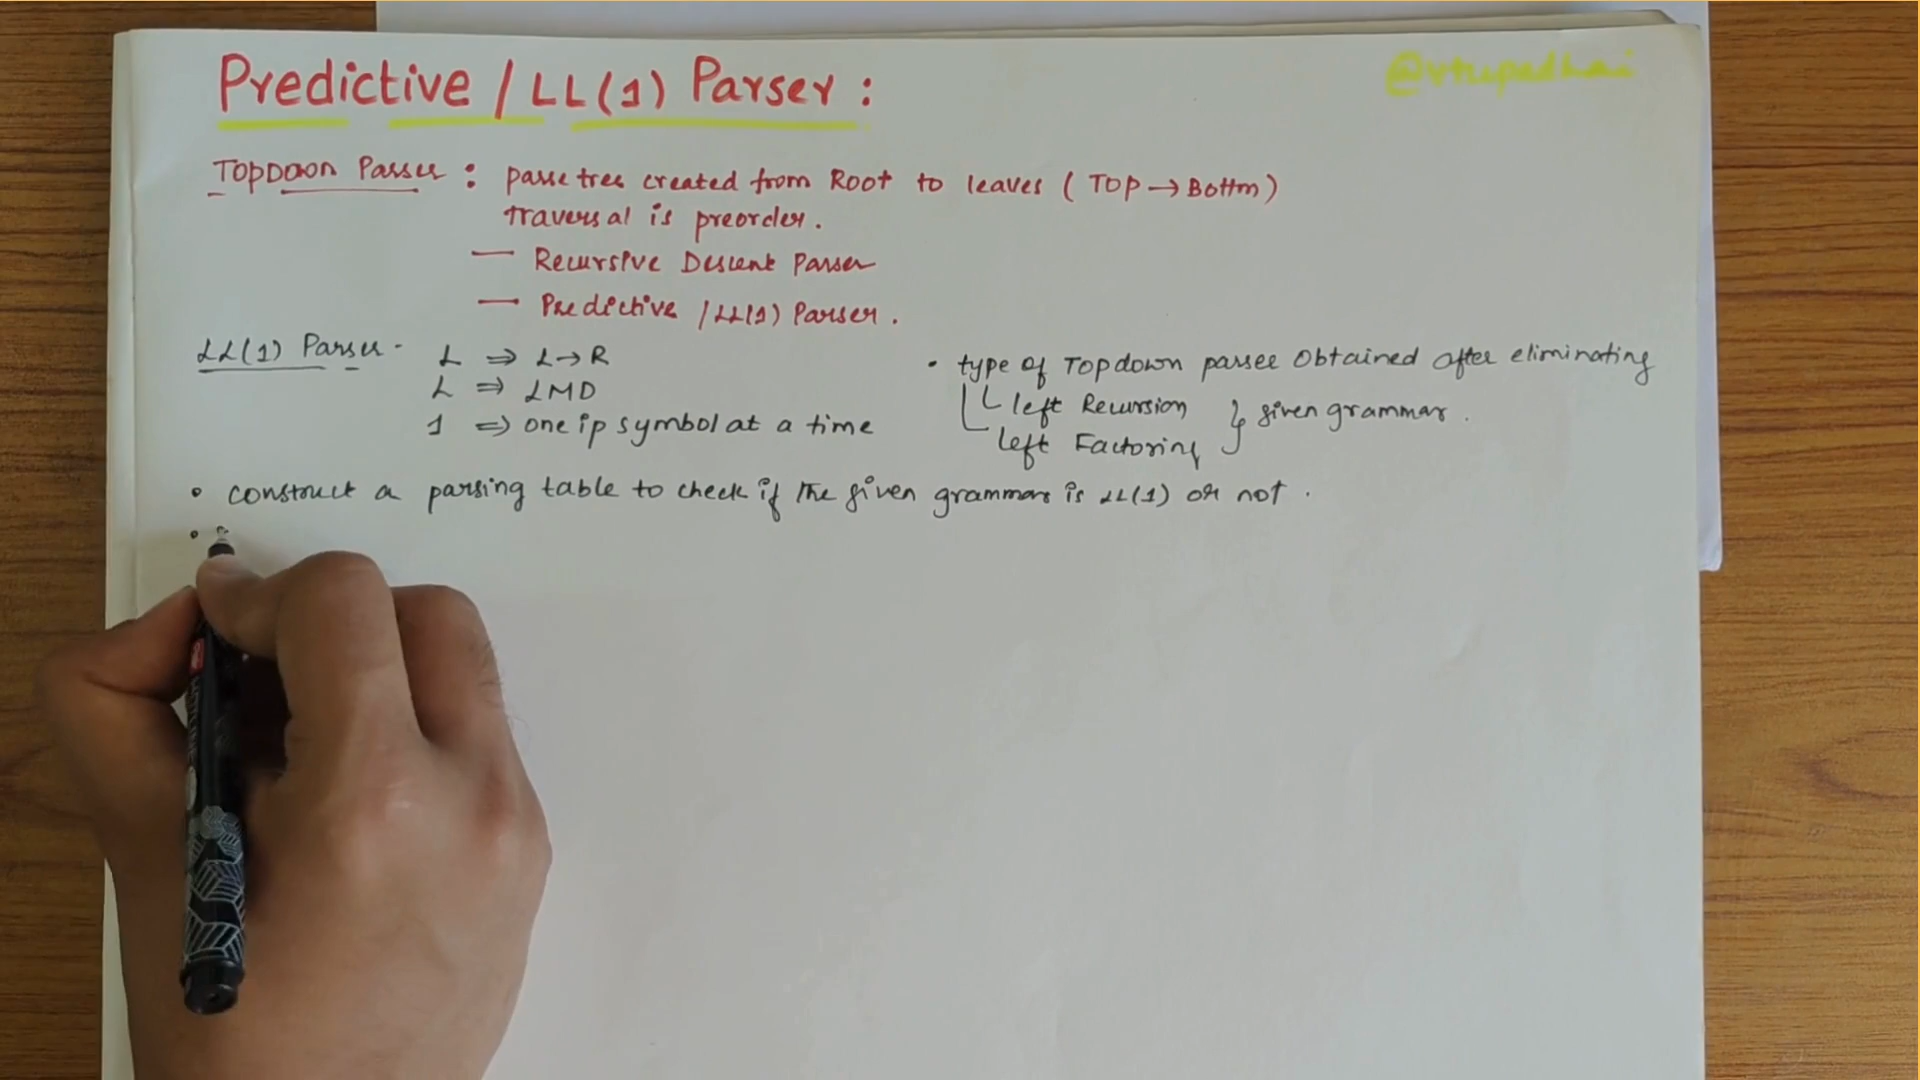 Predictive / LL(1) Parser :
@vtupadhai
TopDown Parser : parse tree created from Root to leaves ( Top → Bottm )
traversal is preorder.
— Recursive Descent Parser
— Predictive / LL(1) Parser .
LL(1) Parser - L ⇒ L→R
L ⇒ LMD
1 ⇒ one ip symbol at a time
• type of Topdown parser Obtained after eliminating
left Recursion } given grammar .
left Factoring
• construct a parsing table to check if the given grammar is LL(1) or not .
•